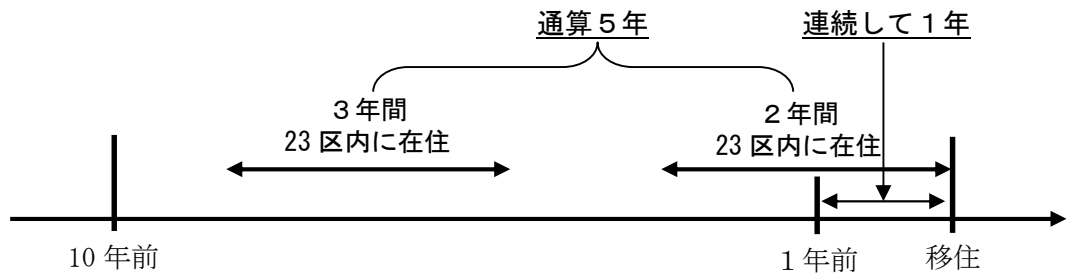 通算５年
連続して１年
３年間
23 区内に在住
２年間
23 区内に在住
10 年前
１年前
移住